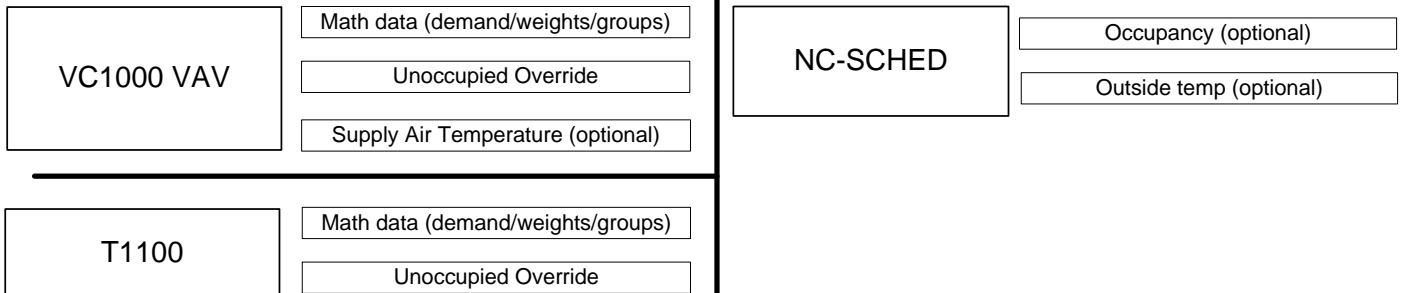 VC1000 VAV
Math data (demand/weights/groups)
Unoccupied Override
Supply Air Temperature (optional)
T1100
Math data (demand/weights/groups)
Unoccupied Override
NC-SCHED
Occupancy (optional)
Outside temp (optional)